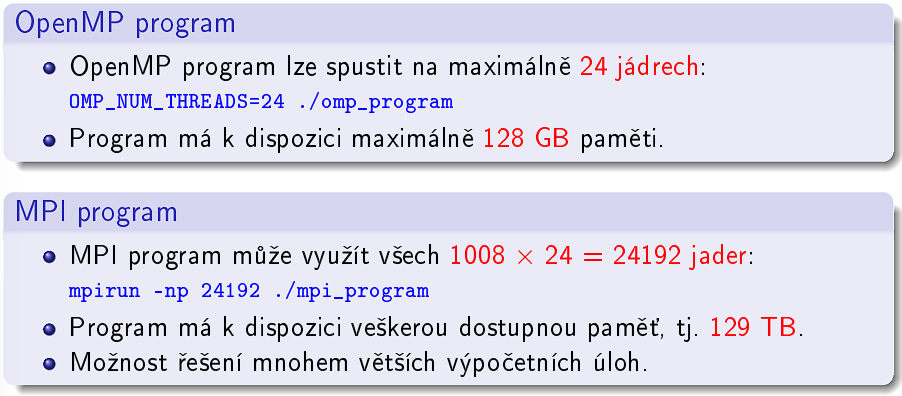 OpenMP program
OpenMP program lze spustit na maximálně 24 jádrech:
OMP_NUM_THREADS=24 ./omp_program
Program má k dispozici maximálně 128 GB paměti.
MPI program
MPI program může využít všech 1008 × 24 = 24192 jader:
mpirun -np 24192 ./mpi_program
Program má k dispozici veškerou dostupnou paměť, tj. 129 TB.
Možnost řešení mnohem větších výpočetních úloh.